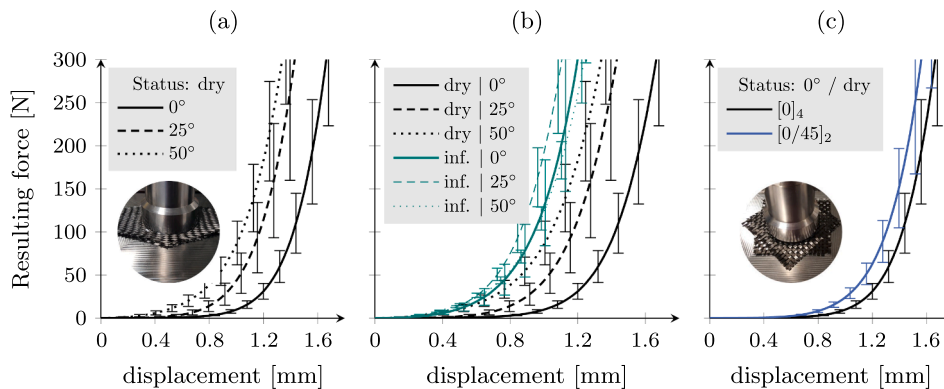 (a)
(b)
(c)
Resulting force [N]
300
250
200
150
100
50
0
Status: dry
0°
25°
50°
0 0.4 0.8 1.2 1.6
displacement [mm]
dry | 0°
dry | 25°
dry | 50°
inf. | 0°
inf. | 25°
inf. | 50°
0 0.4 0.8 1.2 1.6
displacement [mm]
Status: 0° / dry
[0]₄
[0/45]₂
0 0.4 0.8 1.2 1.6
displacement [mm]